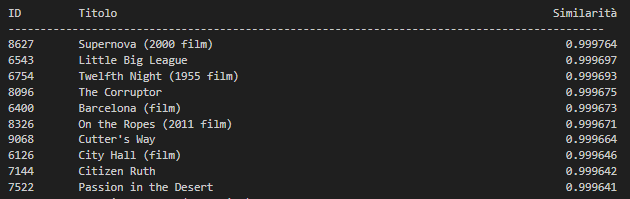 ID Titolo Similarità
--------------------------------------------------------------------------------------------
8627 Supernova (2000 film) 0.999764
6543 Little Big League 0.999697
6754 Twelfth Night (1955 film) 0.999693
8096 The Corruptor 0.999675
6400 Barcelona (film) 0.999673
8326 On the Ropes (2011 film) 0.999671
9068 Cutter's Way 0.999664
6126 City Hall (film) 0.999646
7144 Citizen Ruth 0.999642
7522 Passion in the Desert 0.999641